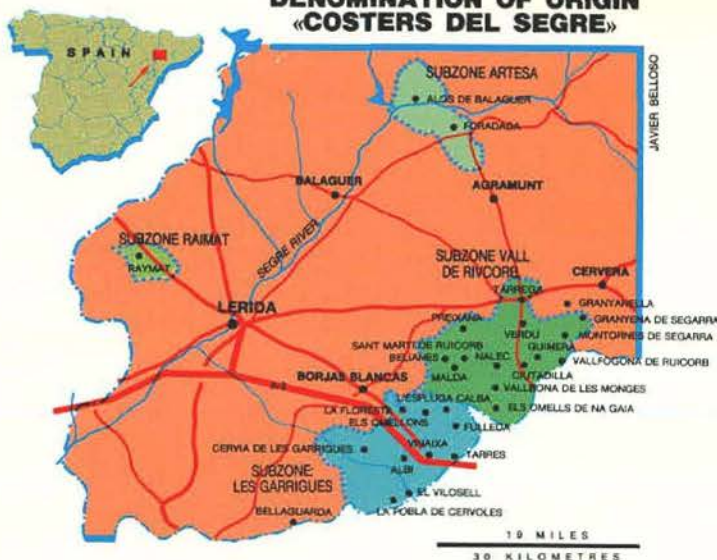 DENOMINATION OF ORIGIN
«COSTERS DEL SEGRE»
SPAIN
JAVIER BELLOSO
SUBZONE ARTESA
ALOS DE BALAGUER
FORADADA
BALAGUER
AGRAMUNT
SEGRE RIVER
SUBZONE RAIMAT
RAYMAT
SUBZONE VALL
DE RIVCORB
CERVERA
TARREGA
GRANYANELLA
LERIDA
GRANYENA DE SEGARRA
PREXIANA
VERDU
MONTORNES DE SEGARRA
SANT MARTI DE RUICORB
GUIMERA
BELIANES
NALEC
VALLFOGONA DE RUICORB
MALDA
CIUTADILLA
BORJAS BLANCAS
VALLBONA DE LES MONGES
L'ESPLUGA CALBA
LA FLORESTA
ELS OMELLS DE NA GAIA
ELS OMELLONS
FULLEDA
CERVIA DE LES GARRIGUES
VINAIXA
TARRES
ALBI
SUBZONE
LES GARRIGUES
EL VILOSELL
LA POBLA DE CERVOLES
BELLAGUARDA
19 MILES
30 KILOMETRES